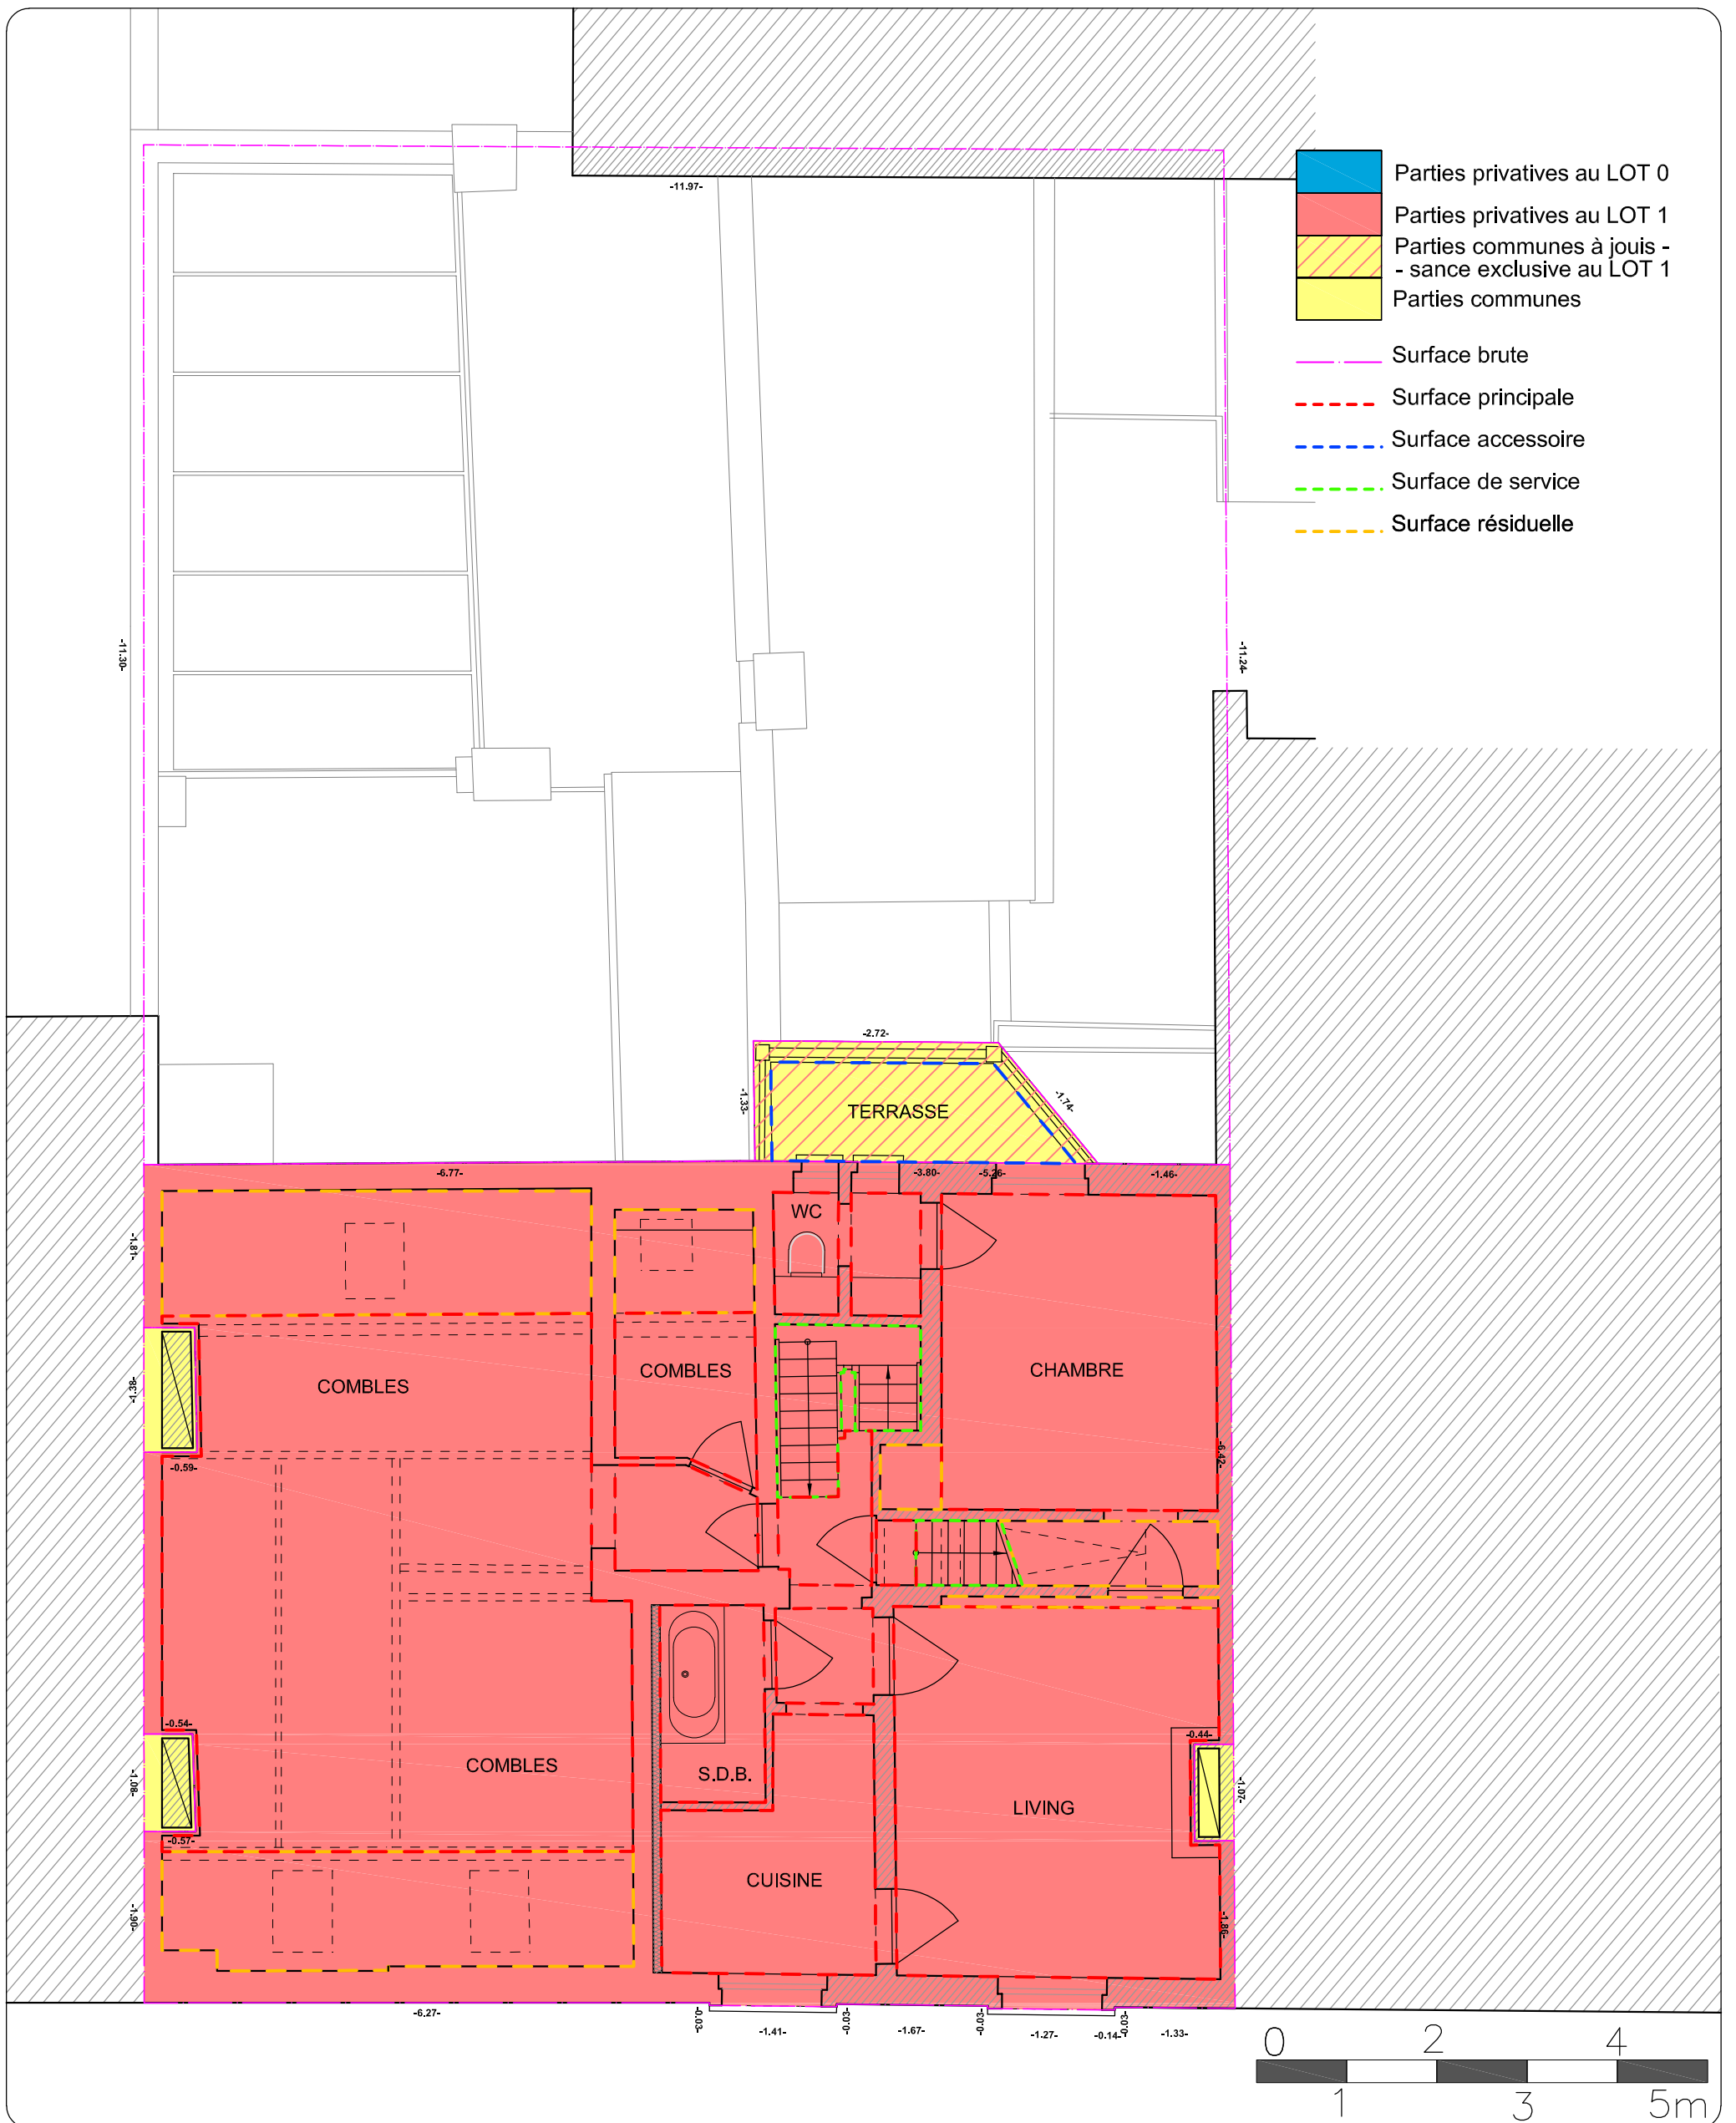 -11.97-
Parties privatives au LOT 0
Parties privatives au LOT 1
Parties communes à jouis -
- sance exclusive au LOT 1
Parties communes
Surface brute
Surface principale
Surface accessoire
Surface de service
Surface résiduelle
-11.30-
-11.24-
-2.72-
-1.33-
-1.74-
TERRASSE
-6.77-
-3.80-
-5.26-
-1.46-
WC
-1.81-
COMBLES
COMBLES
CHAMBRE
-1.38-
-0.59-
-6.42-
-0.54-
-0.44-
COMBLES
S.D.B.
-1.08-
-1.07-
LIVING
-0.57-
CUISINE
-1.90-
-1.86-
-6.27-
-0.03-
-1.41-
-0.03-
-1.67-
-0.03-
-1.27-
-0.14-
-0.03-
-1.33-
0 2 4
1 3 5m